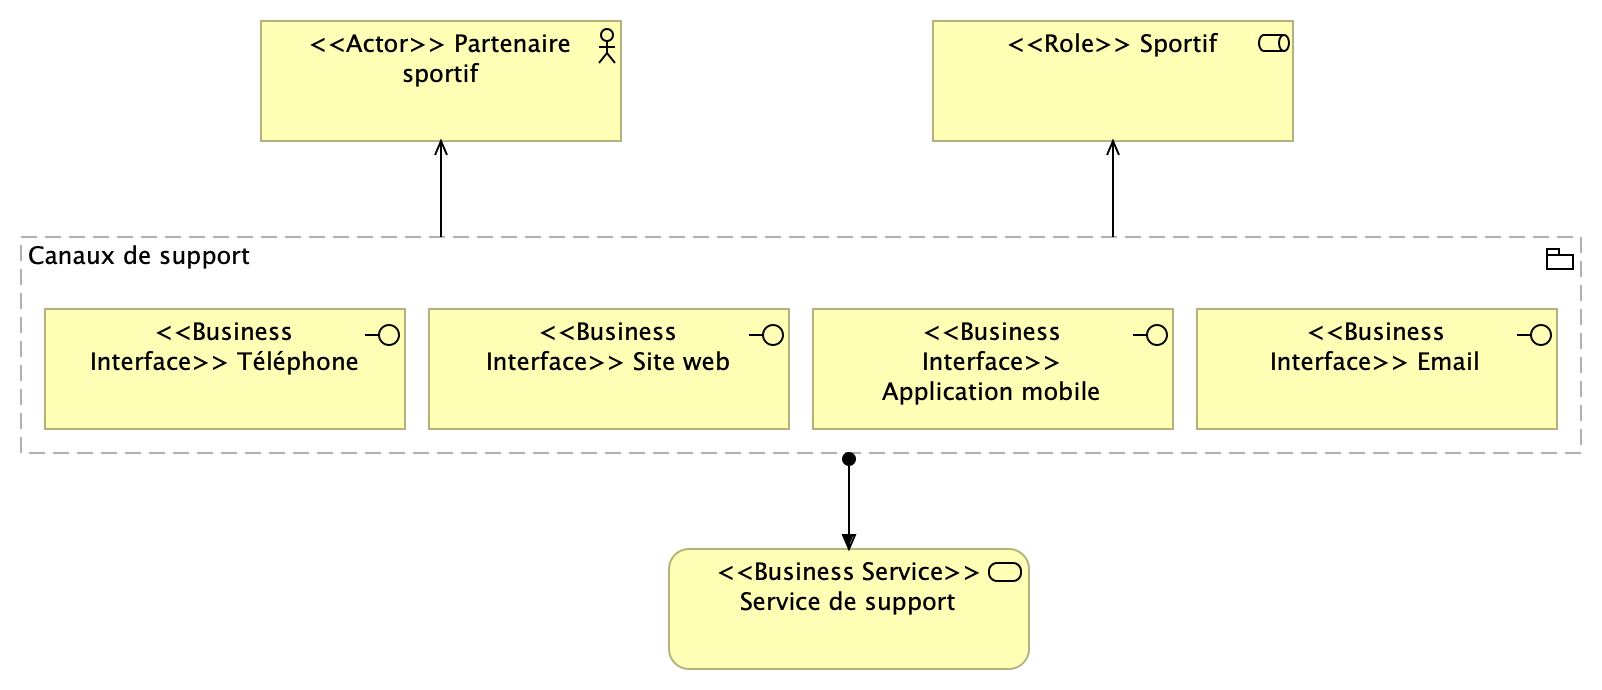 <<Actor>> Partenaire
sportif
<<Role>> Sportif
Canaux de support
<<Business
Interface>> Téléphone
<<Business
Interface>> Site web
<<Business
Interface>>
Application mobile
<<Business
Interface>> Email
<<Business Service>>
Service de support